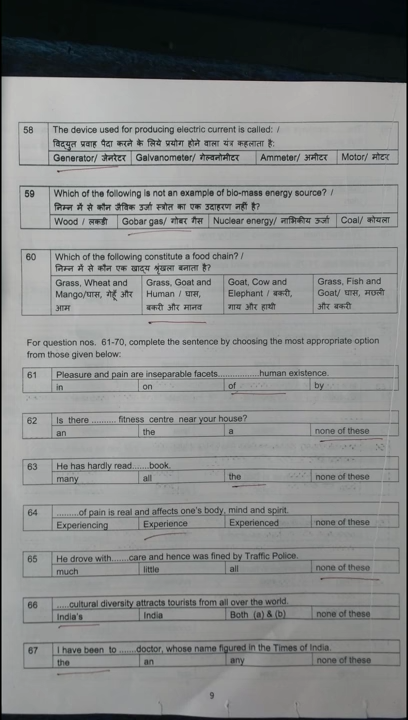 58 The device used for producing electric current is called: /
विद्युत प्रवाह पैदा करने के लिये प्रयोग होने वाला यंत्र कहलाता है:
Generator/ जेनरेटर Galvanometer/ गेल्वनोमीटर Ammeter/ अमीटर Motor/ मोटर
59 Which of the following is not an example of bio-mass energy source? /
निम्न में से कौन जैविक उर्जा स्त्रोत का एक उदाहरण नहीं है?
Wood / लकड़ी Gobar gas/ गोबर गैस Nuclear energy/ नाभिकीय ऊर्जा Coal/ कोयला
60 Which of the following constitute a food chain? /
निम्न में से कौन एक खाद्य श्रृंखला बनाता है?
Grass, Wheat and Grass, Goat and Goat, Cow and Grass, Fish and
Mango/घास, गेहूँ और Human / घास, Elephant / बकरी, Goat/ घास, मछली
आम बकरी और मानव गाय और हाथी और बकरी
For question nos. 61-70, complete the sentence by choosing the most appropriate option
from those given below:
61 Pleasure and pain are inseparable facets.................human existence.
in on of by
62 Is there .......... fitness centre near your house?
an the a none of these
63 He has hardly read.......book.
many all the none of these
64 .........of pain is real and affects one's body, mind and spirit.
Experiencing Experience Experienced none of these
65 He drove with.......care and hence was fined by Traffic Police.
much little all none of these
66 .....cultural diversity attracts tourists from all over the world.
India's India Both (a) & (b) none of these
67 I have been to .......doctor, whose name figured in the Times of India.
the an any none of these
9